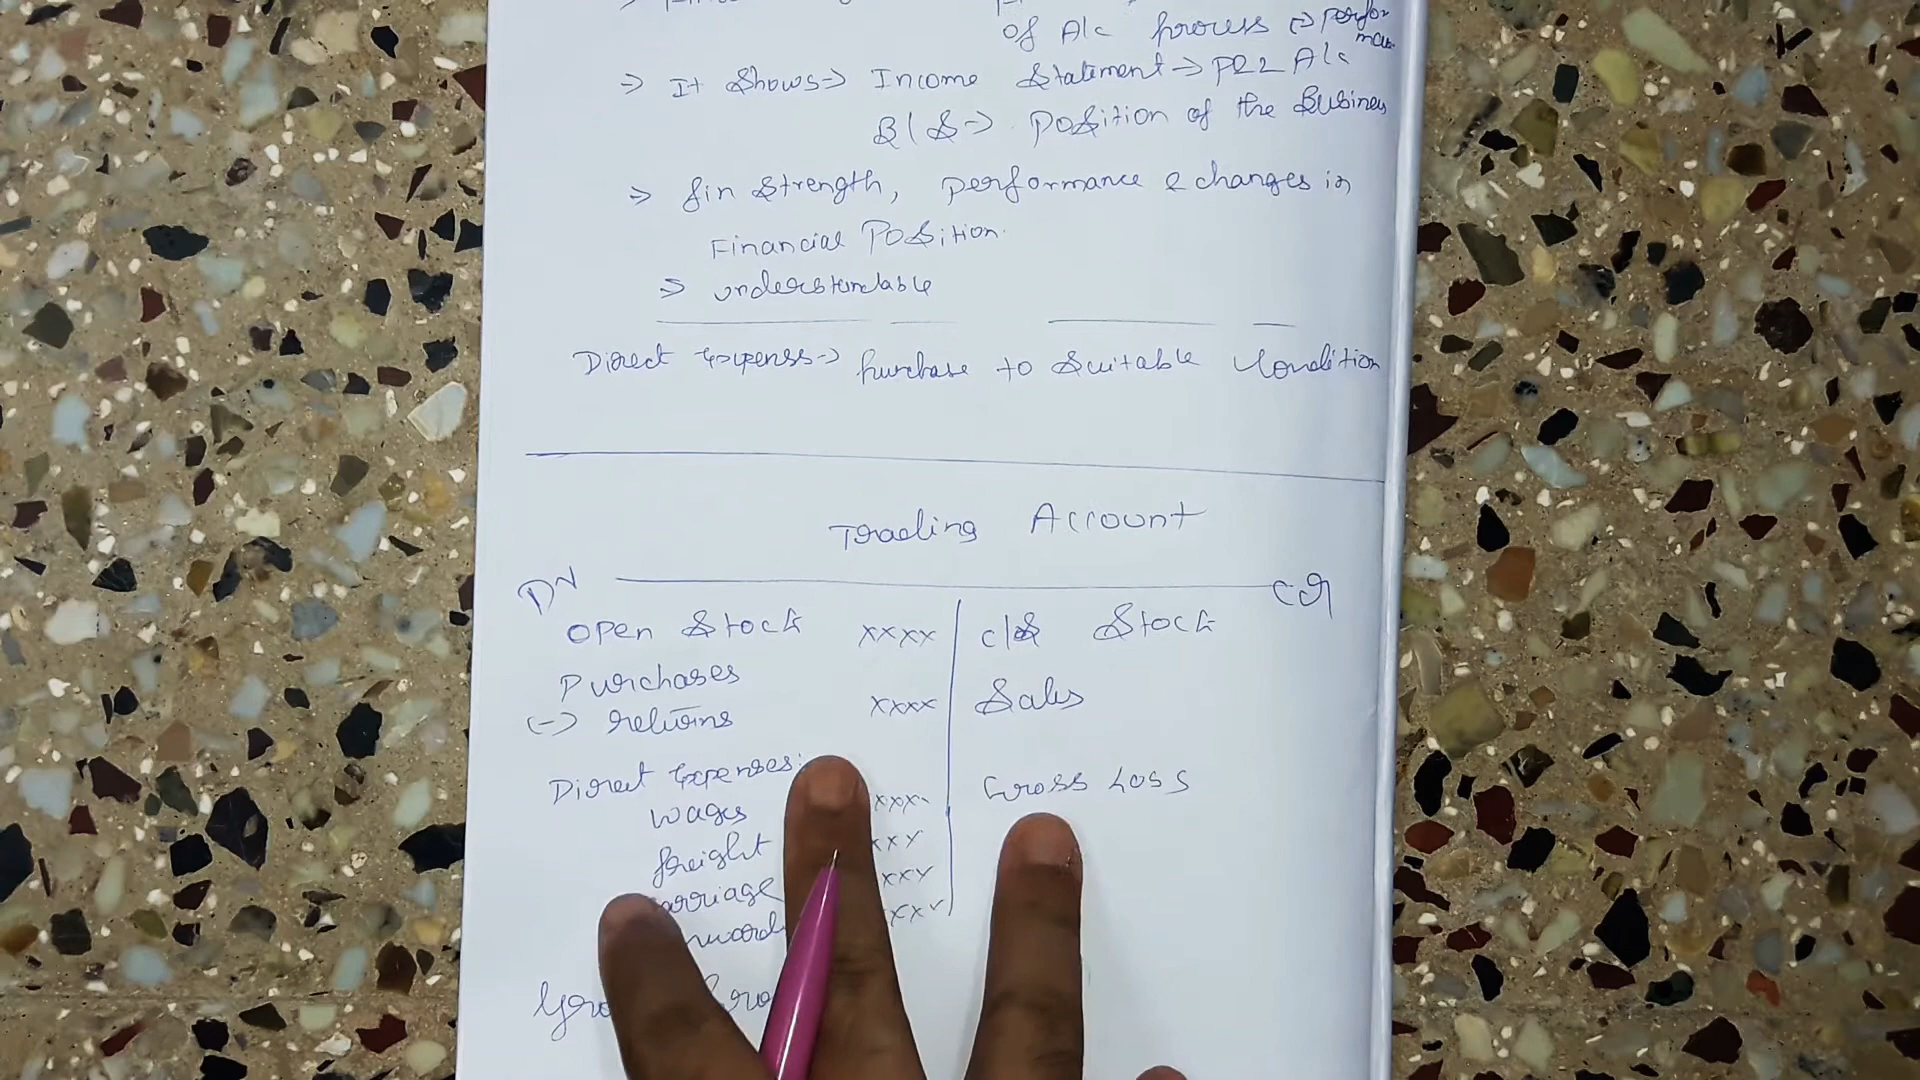 of A/c process => perfor
mance
=> It shows => Income Statement -> P&L A/c
B/S -> Position of the Business
=> fin strength, performance & changes in
Financial Position.
=> understandable
Direct Expenses -> Purchase to Suitable Condition
Trading Account
Dr Cr
Open Stock xxxx c/s Stock
Purchases
(-) returns xxxx Sales
Direct Expenses:
wages xxx Gross Loss
freight xxx
xxx
xxx